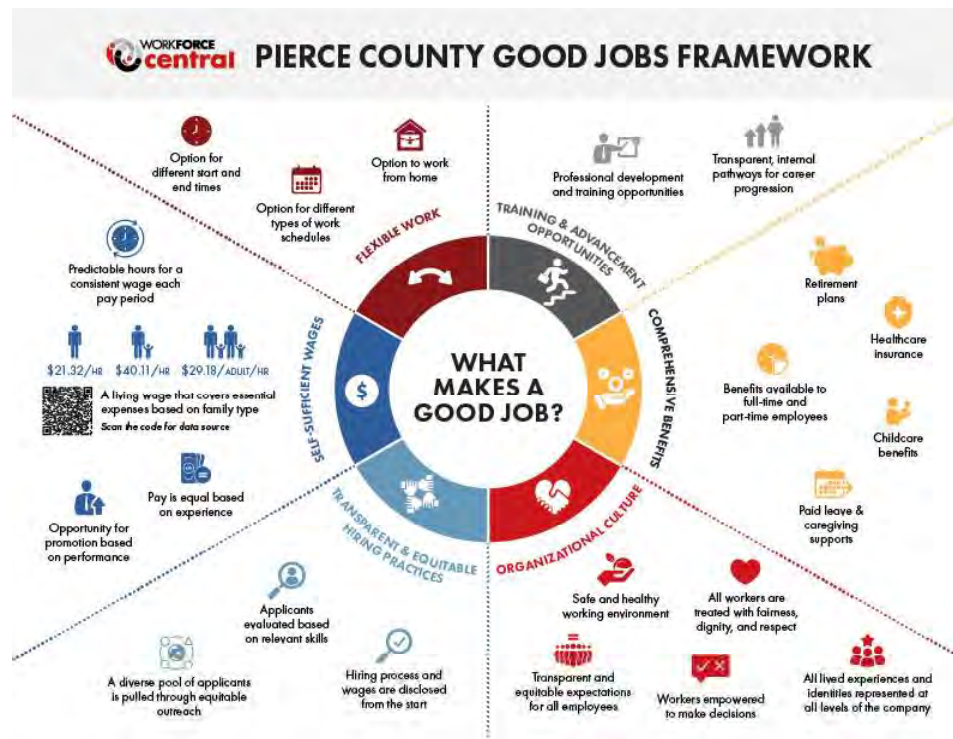 WORKFORCE
central
PIERCE COUNTY GOOD JOBS FRAMEWORK
Option for
different start and
end times
Option for different
types of work
schedules
Option to work
from home
FLEXIBLE WORK
Professional development
and training opportunities
Transparent, internal
pathways for career
progression
TRAINING & ADVANCEMENT
OPPORTUNITIES
Retirement
plans
Healthcare
insurance
Benefits available to
full-time and
part-time employees
Childcare
benefits
Paid leave &
caregiving
supports
COMPREHENSIVE BENEFITS
Predictable hours for a
consistent wage each
pay period
$21.32/HR $40.11/HR $29.18/ADULT/HR
A living wage that covers essential
expenses based on family type
Scan the code for data source
Pay is equal based
on experience
Opportunity for
promotion based
on performance
SELF-SUFFICIENT WAGES
WHAT
MAKES A
GOOD JOB?
TRANSPARENT & EQUITABLE
HIRING PRACTICES
Applicants
evaluated based
on relevant skills
A diverse pool of applicants
is pulled through equitable
outreach
Hiring process and
wages are disclosed
from the start
ORGANIZATIONAL CULTURE
Safe and healthy
working environment
All workers are
treated with fairness,
dignity, and respect
Transparent and
equitable expectations
for all employees
Workers empowered
to make decisions
All lived experiences and
identities represented at
all levels of the company